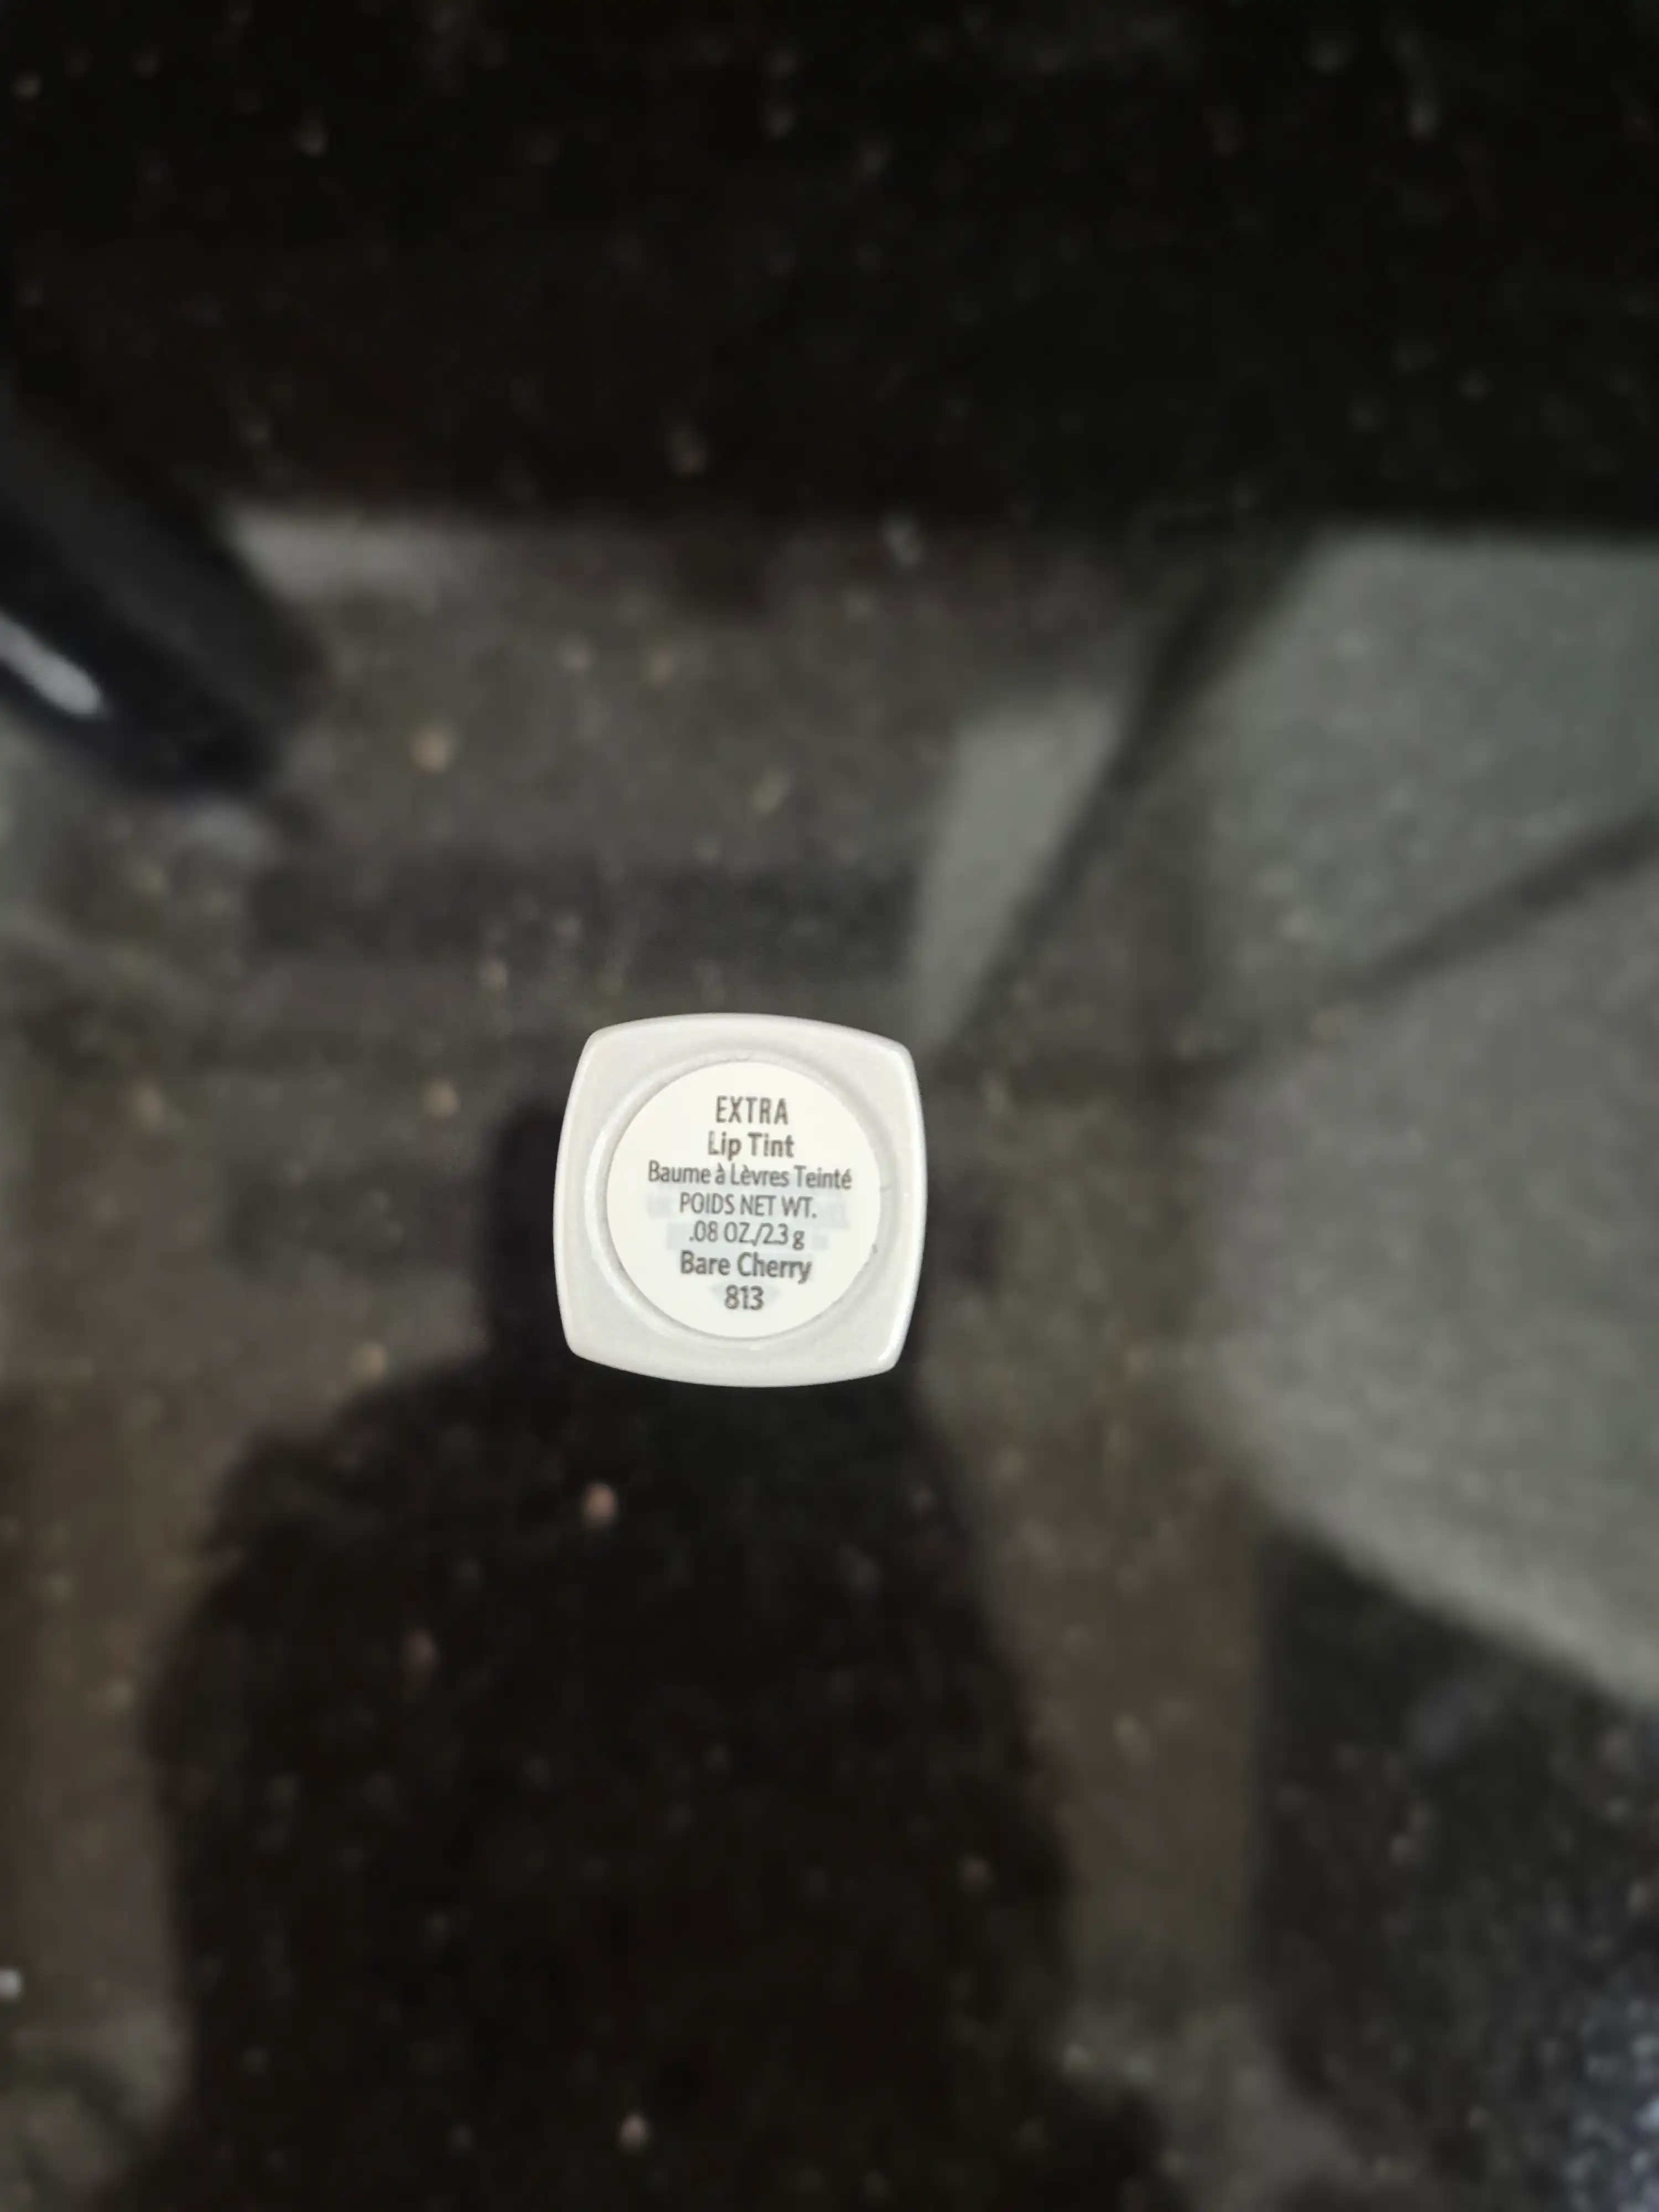 EXTRA
Lip Tint
Baume à Lèvres Teinté
POIDS NET WT.
.08 OZ./2.3 g
Bare Cherry
813